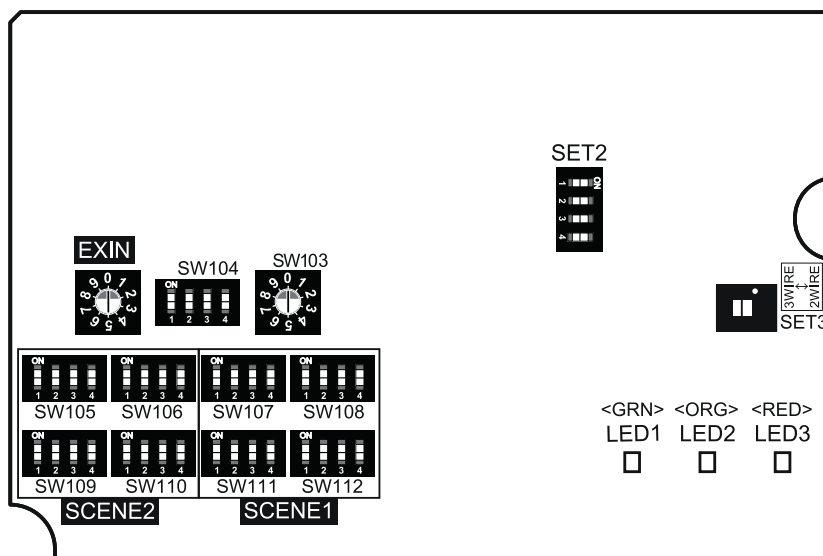 SET2
ON
1
2
3
4
EXIN
SW104
SW103
0 1 2 3 4 5 6 7 8 9
ON
1 2 3 4
0 1 2 3 4 5 6 7 8 9
3WIRE
↔
2WIRE
SET3
ON ON ON ON
1 2 3 4 1 2 3 4 1 2 3 4 1 2 3 4
SW105 SW106 SW107 SW108
<GRN> <ORG> <RED>
LED1 LED2 LED3
ON ON ON ON
1 2 3 4 1 2 3 4 1 2 3 4 1 2 3 4
SW109 SW110 SW111 SW112
SCENE2 SCENE1